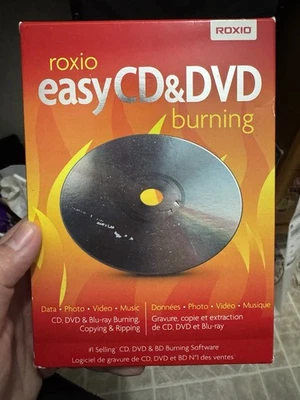 ROXIO
roxio
easyCD&DVD
burning
Data • Photo • Video • Music
CD, DVD & Blu-ray Burning,
Copying & Ripping
Données • Photo • Vidéo • Musique
Gravure, copie et extraction
de CD, DVD et Blu-ray
#1 Selling* CD, DVD & BD Burning Software
Logiciel de gravure de CD, DVD et BD N°1 des ventes*